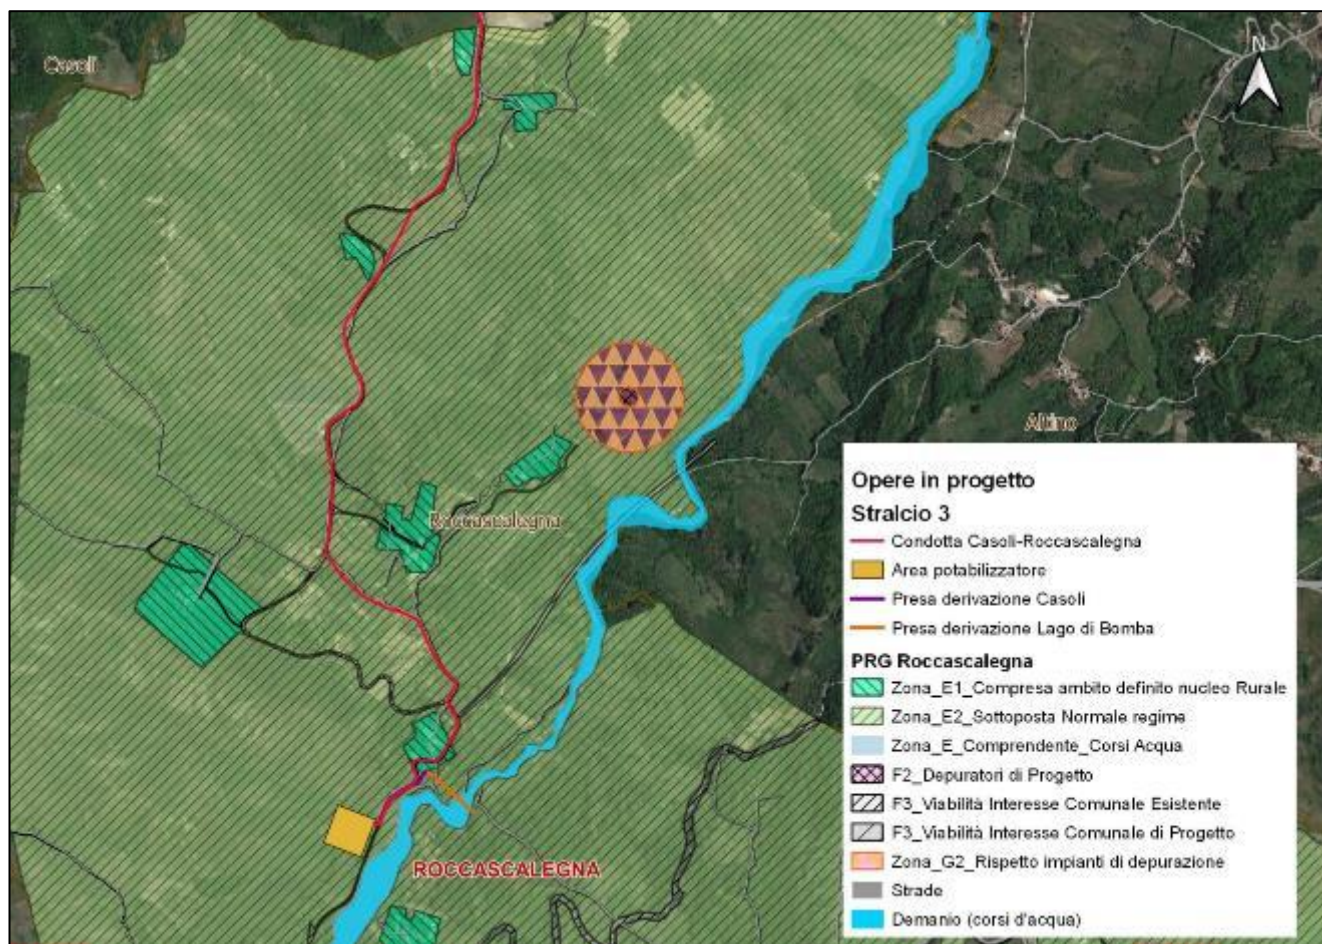 Casoli
N
Altino
Roccascalegna
ROCCASCALEGNA
Opere in progetto
Stralcio 3
Condotta Casoli-Roccascalegna
Area potabilizzatore
Presa derivazione Casoli
Presa derivazione Lago di Bomba
PRG Roccascalegna
Zona_E1_Compresa ambito definito nucleo Rurale
Zona_E2_Sottoposta Normale regime
Zona_E_Comprendente_Corsi Acqua
F2_Depuratori di Progetto
F3_Viabilità Interesse Comunale Esistente
F3_Viabilità Interesse Comunale di Progetto
Zona_G2_Rispetto impianti di depurazione
Strade
Demanio (corsi d'acqua)